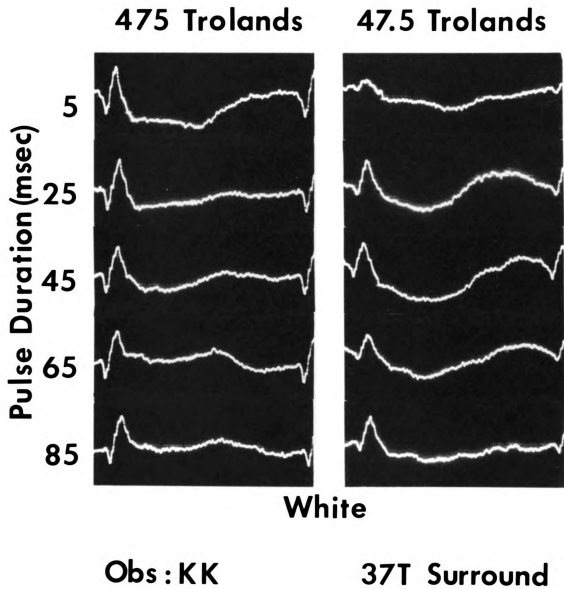 475 Trolands
47.5 Trolands
Pulse Duration (msec)
5
25
45
65
85
White
Obs : KK
37T Surround